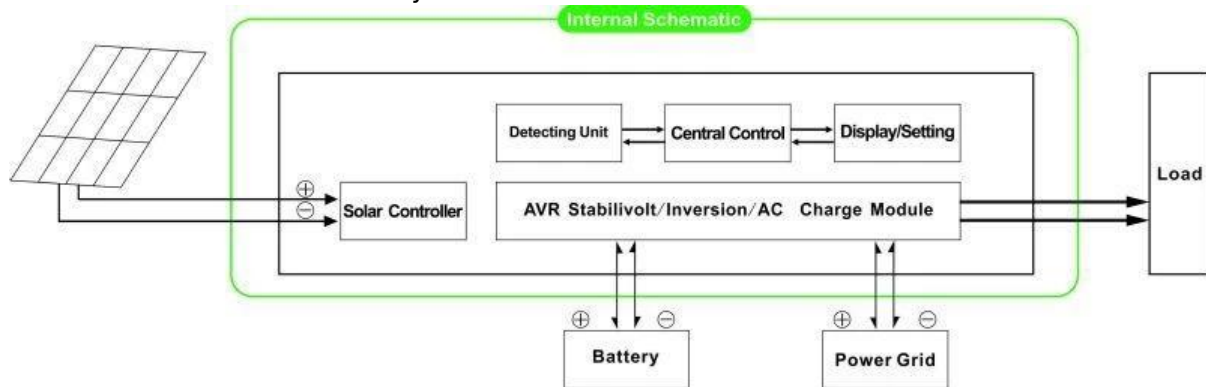 Internal Schematic
Detecting Unit
Central Control
Display/Setting
Load
⊕
⊖
Solar Controller
AVR Stabilivolt/Inversion/AC Charge Module
⊕ ⊖
⊕ ⊖
Battery
Power Grid